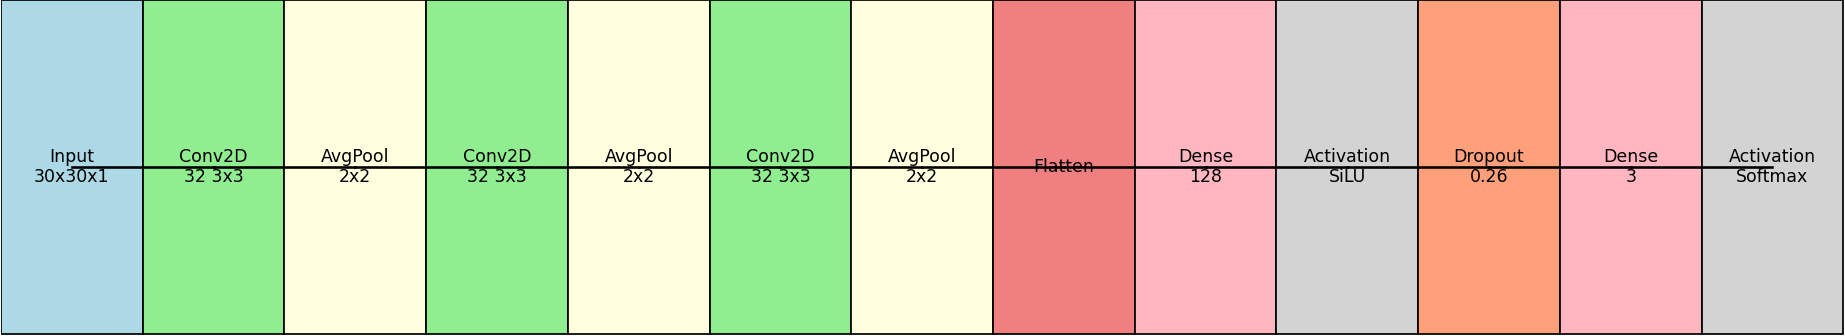 Input
30x30x1
Conv2D
32 3x3
AvgPool
2x2
Conv2D
32 3x3
AvgPool
2x2
Conv2D
32 3x3
AvgPool
2x2
Flatten
Dense
128
Activation
SiLU
Dropout
0.26
Dense
3
Activation
Softmax